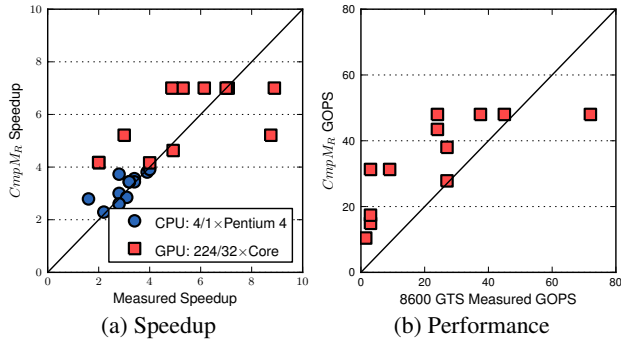 10
8
6
4
2
0
CmpM_R Speedup
0 2 4 6 8 10
Measured Speedup
CPU: 4/1×Pentium 4
GPU: 224/32×Core
(a) Speedup
80
60
40
20
0
CmpM_R GOPS
0 20 40 60 80
8600 GTS Measured GOPS
(b) Performance